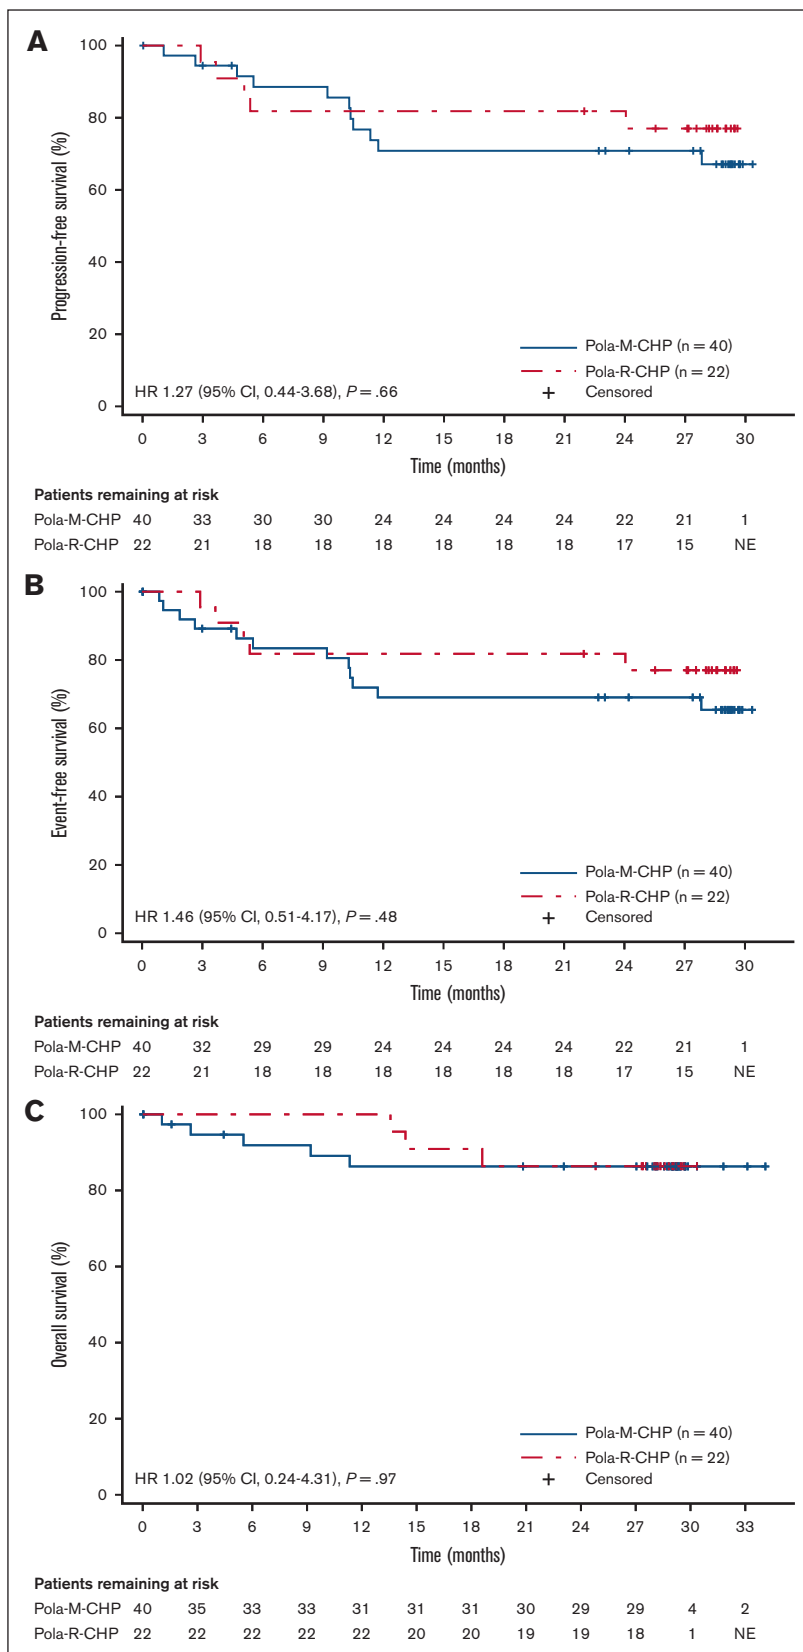 A
100
80
60
40
20
0
Progression-free survival (%)
Pola-M-CHP (n = 40)
Pola-R-CHP (n = 22)
Censored
HR 1.27 (95% CI, 0.44-3.68), P = .66
0 3 6 9 12 15 18 21 24 27 30
Time (months)
Patients remaining at risk
Pola-M-CHP 40 33 30 30 24 24 24 24 22 21 1
Pola-R-CHP 22 21 18 18 18 18 18 18 17 15 NE
B
100
80
60
40
20
0
Event-free survival (%)
Pola-M-CHP (n = 40)
Pola-R-CHP (n = 22)
Censored
HR 1.46 (95% CI, 0.51-4.17), P = .48
0 3 6 9 12 15 18 21 24 27 30
Time (months)
Patients remaining at risk
Pola-M-CHP 40 32 29 29 24 24 24 24 22 21 1
Pola-R-CHP 22 21 18 18 18 18 18 18 17 15 NE
C
100
80
60
40
20
0
Overall survival (%)
Pola-M-CHP (n = 40)
Pola-R-CHP (n = 22)
Censored
HR 1.02 (95% CI, 0.24-4.31), P = .97
0 3 6 9 12 15 18 21 24 27 30 33
Time (months)
Patients remaining at risk
Pola-M-CHP 40 35 33 33 31 31 31 30 29 29 4 2
Pola-R-CHP 22 22 22 22 22 20 20 19 19 18 1 NE